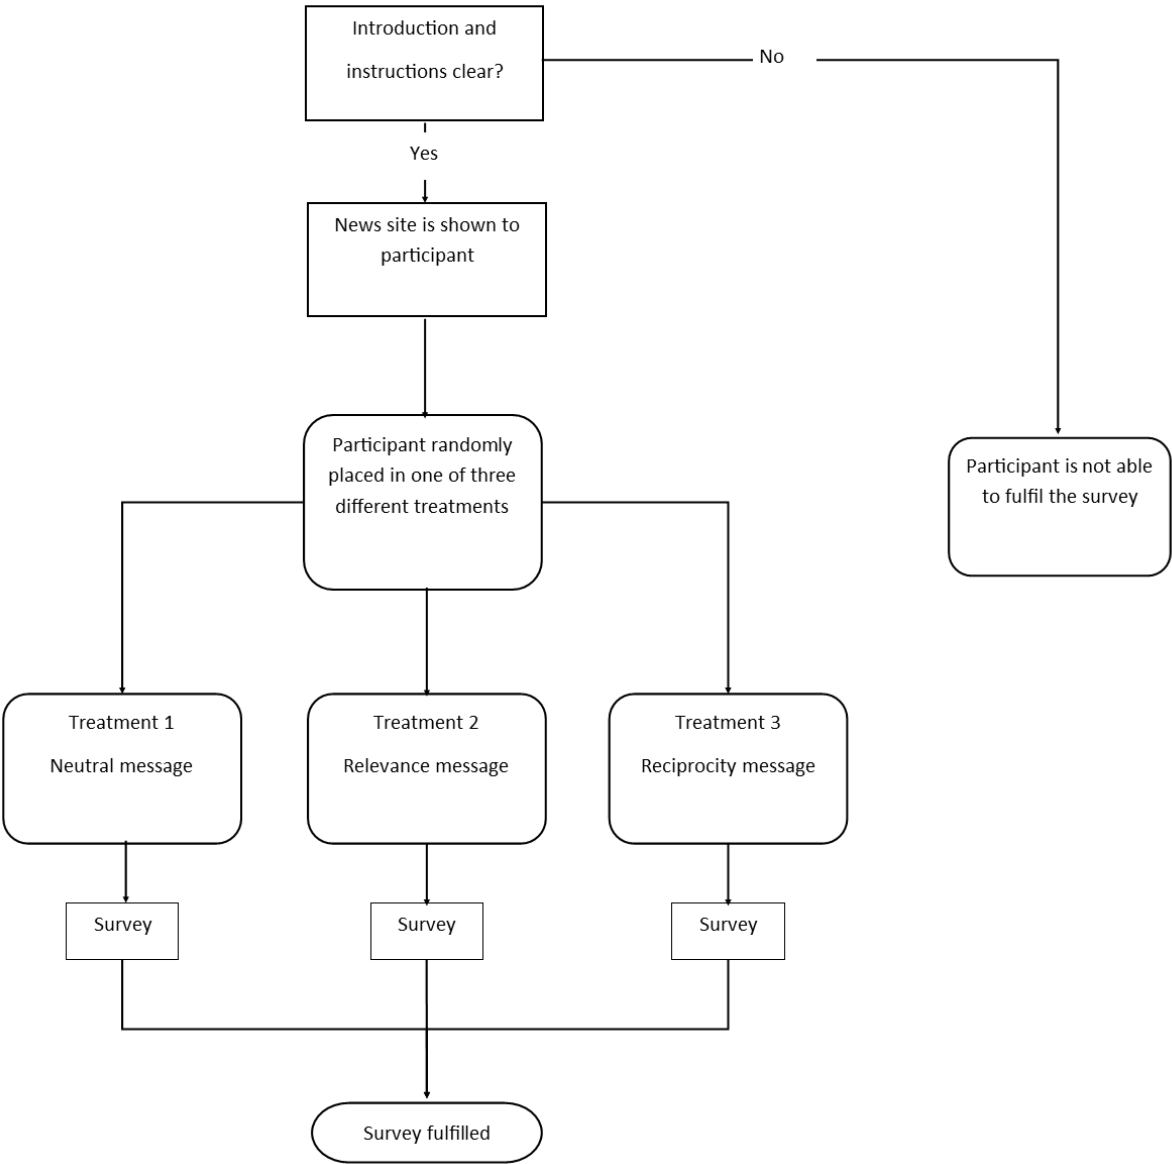 Introduction and
instructions clear?
No
Yes
News site is shown to
participant
Participant randomly
placed in one of three
different treatments
Participant is not able
to fulfil the survey
Treatment 1
Neutral message
Treatment 2
Relevance message
Treatment 3
Reciprocity message
Survey
Survey
Survey
Survey fulfilled